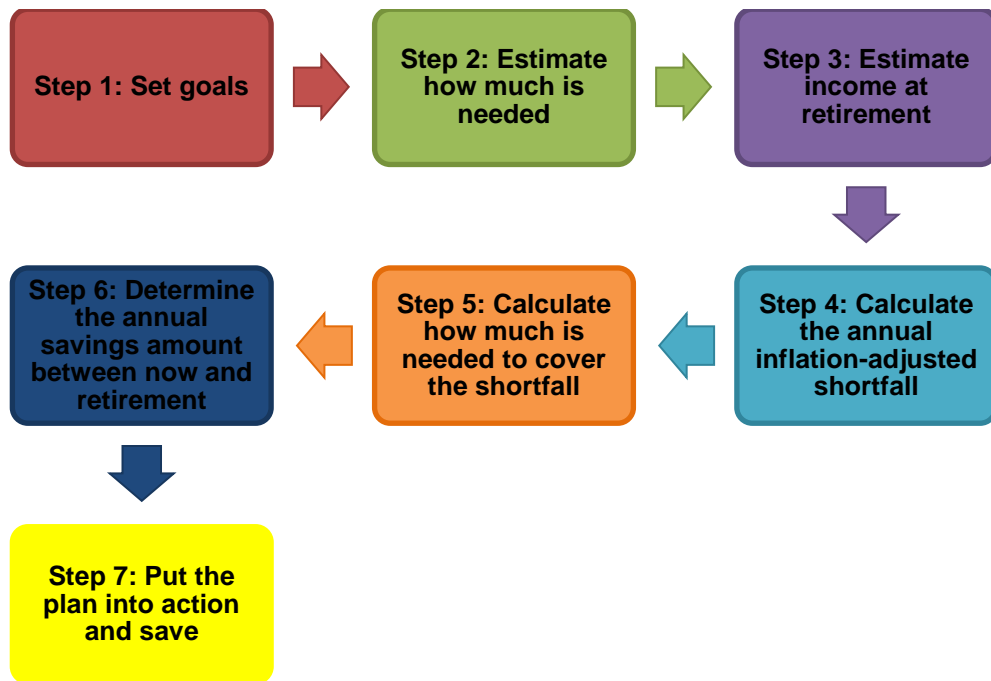 Step 1: Set goals
Step 2: Estimate
how much is
needed
Step 3: Estimate
income at
retirement
Step 4: Calculate
the annual
inflation-adjusted
shortfall
Step 5: Calculate
how much is
needed to cover
the shortfall
Step 6: Determine
the annual
savings amount
between now and
retirement
Step 7: Put the
plan into action
and save